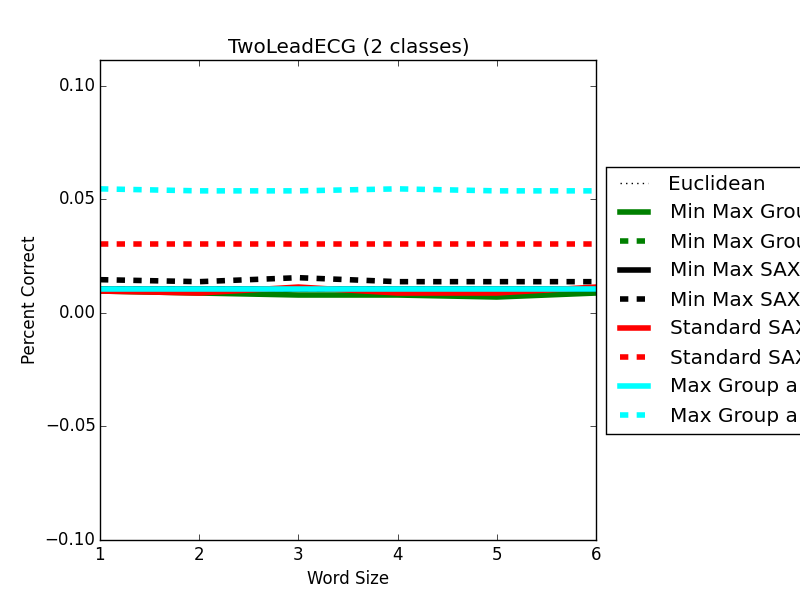 TwoLeadECG (2 classes)
0.10
0.05
0.00
−0.05
−0.10
Percent Correct
1 2 3 4 5 6
Word Size
Euclidean
Min Max Grou
Min Max Grou
Min Max SAX
Min Max SAX
Standard SAX
Standard SAX
Max Group a
Max Group a